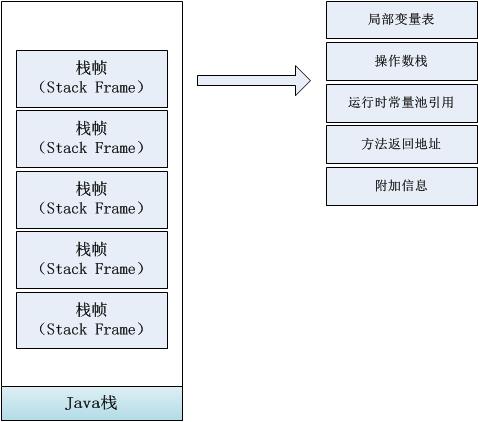 栈帧
（Stack Frame）
栈帧
（Stack Frame）
栈帧
（Stack Frame）
栈帧
（Stack Frame）
栈帧
（Stack Frame）
Java栈
局部变量表
操作数栈
运行时常量池引用
方法返回地址
附加信息